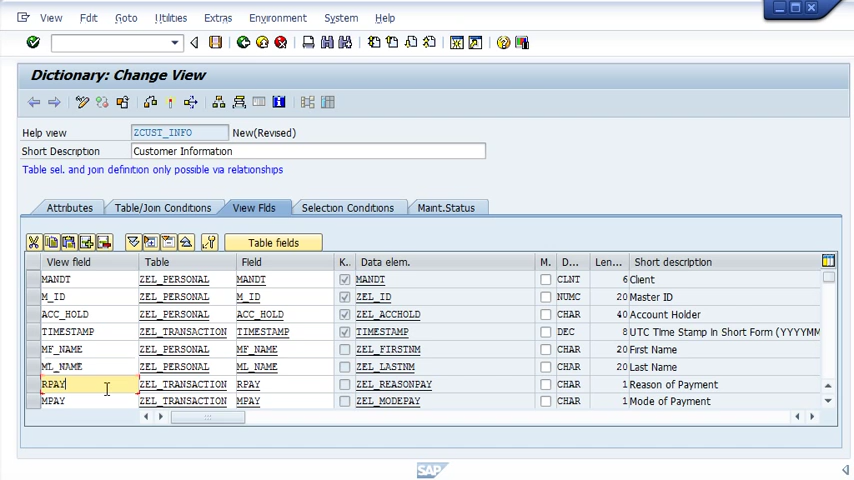 View Edit Goto Utilities Extras Environment System Help
Dictionary: Change View
Help view ZCUST_INFO New(Revised)
Short Description Customer Information
Table sel. and join definition only possible via relationships
Attributes Table/Join Conditions View Flds Selection Conditions Maint.Status
Table fields
View field Table Field K.. Data elem. M. D... Len... Short description
MANDT ZEL_PERSONAL MANDT MANDT CLNT 6 Client
M_ID ZEL_PERSONAL M_ID ZEL_ID NUMC 20 Master ID
ACC_HOLD ZEL_PERSONAL ACC_HOLD ZEL_ACCHOLD CHAR 40 Account Holder
TIMESTAMP ZEL_TRANSACTION TIMESTAMP TIMESTAMP DEC 8 UTC Time Stamp in Short Form (YYYYMM
MF_NAME ZEL_PERSONAL MF_NAME ZEL_FIRSTNM CHAR 20 First Name
ML_NAME ZEL_PERSONAL ML_NAME ZEL_LASTNM CHAR 20 Last Name
RPAY ZEL_TRANSACTION RPAY ZEL_REASONPAY CHAR 1 Reason of Payment
MPAY ZEL_TRANSACTION MPAY ZEL_MODEPAY CHAR 1 Mode of Payment
SAP